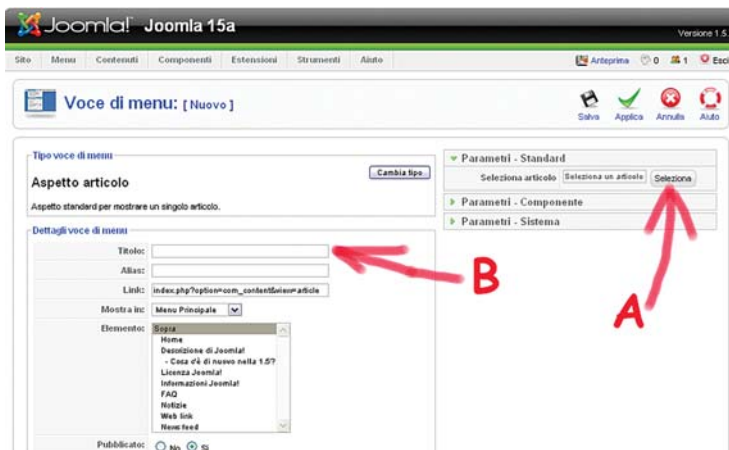 Joomla! Joomla 15a
Versione 1.5.
Sito Menu Contenuti Componenti Estensioni Strumenti Aiuto Anteprima 0 1 Esci
Voce di menu: [ Nuovo ]
Salva Applica Annulla Aiuto
Tipo voce di menu
Cambia tipo
Aspetto articolo
Aspetto standard per mostrare un singolo articolo.
Parametri - Standard
Seleziona articolo Seleziona un articolo Seleziona
Parametri - Componente
Parametri - Sistema
Dettagli voce di menu
Titolo:
Alias:
Link: index.php?option=com_content&view=article
Mostra in: Menu Principale
Elemento: Sopra
Home
Descrizione di Joomla!
- Cosa c'è di nuovo nella 1.5?
Licenza Joomla!
Informazioni Joomla!
FAQ
Notizie
Web link
News feed
Pubblicato: No Sì
B
A